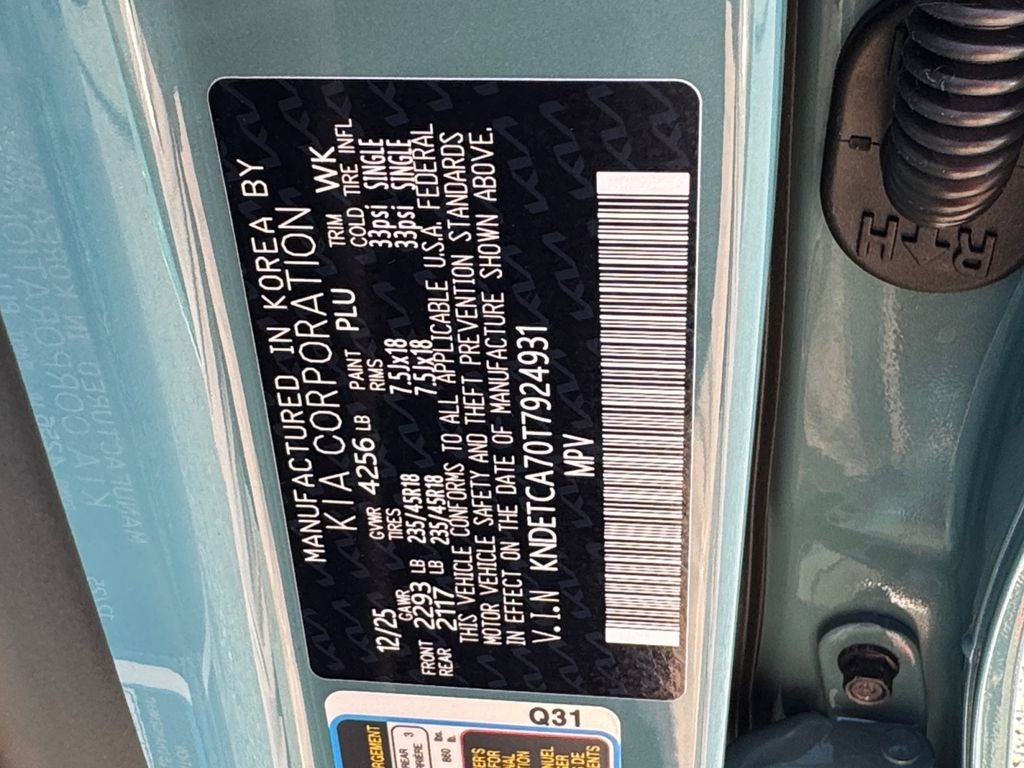 MANUFACTURED IN KOREA BY
KIA CORPORATION
12/25 GVWR 4256 LB PAINT PLU TRIM WK
GAWR TIRES RIMS COLD TIRE INFL
FRONT 2293 LB 235/45R18 7.5Jx18 33psi SINGLE
REAR 2117 LB 235/45R18 7.5Jx18 33psi SINGLE
THIS VEHICLE CONFORMS TO ALL APPLICABLE U.S.A. FEDERAL
MOTOR VEHICLE SAFETY AND THEFT PREVENTION STANDARDS
IN EFFECT ON THE DATE OF MANUFACTURE SHOWN ABOVE.
V.I.N KNDETCA70T7924931
MPV
Q31
RH